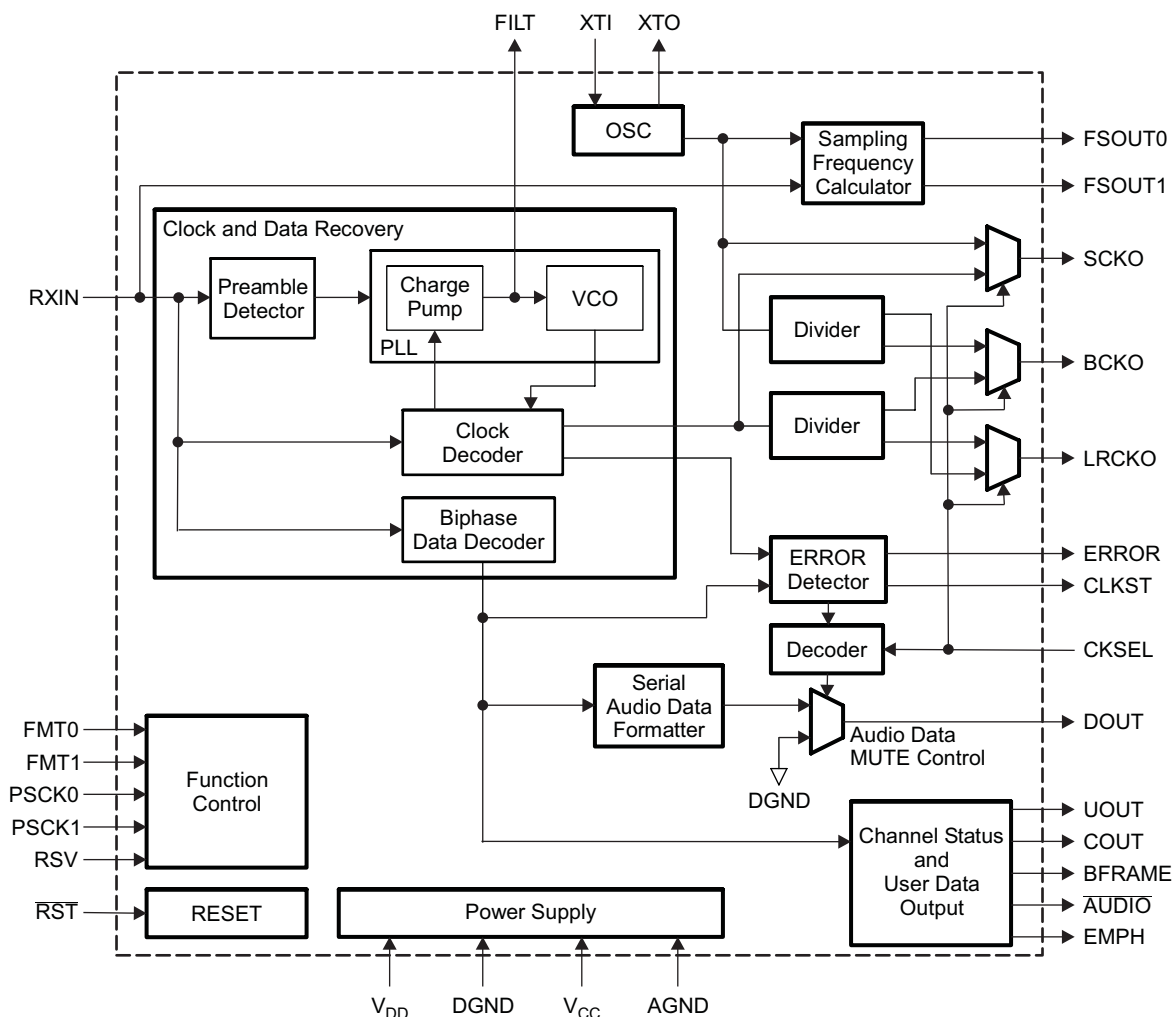 FILT
XTI
XTO
OSC
Sampling
Frequency
Calculator
FSOUT0
FSOUT1
Clock and Data Recovery
RXIN
Preamble
Detector
Charge
Pump
VCO
PLL
Clock
Decoder
Biphase
Data Decoder
Divider
Divider
SCKO
BCKO
LRCKO
ERROR
Detector
ERROR
CLKST
Decoder
CKSEL
Serial
Audio Data
Formatter
DOUT
Audio Data
MUTE Control
DGND
FMT0
FMT1
PSCK0
PSCK1
RSV
Function
Control
RST
RESET
Power Supply
Channel Status
and
User Data
Output
UOUT
COUT
BFRAME
AUDIO
EMPH
VDD
DGND
VCC
AGND